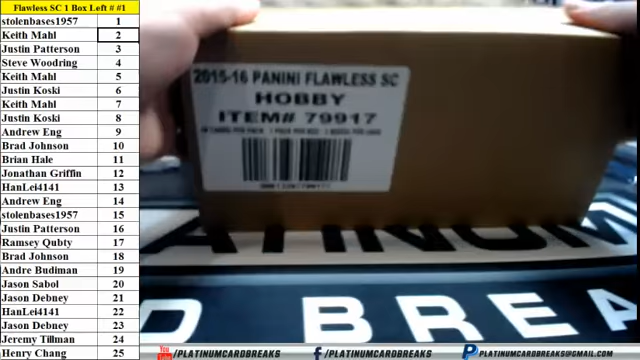 Flawless SC 1 Box Left # #1
stolenbases1957 1
Keith Mahl 2
Justin Patterson 3
Steve Woodring 4
Keith Mahl 5
Justin Koski 6
Keith Mahl 7
Justin Koski 8
Andrew Eng 9
Brad Johnson 10
Brian Hale 11
Jonathan Griffin 12
HanLei4141 13
Andrew Eng 14
stolenbases1957 15
Justin Patterson 16
Ramsey Qubty 17
Brad Johnson 18
Andre Budiman 19
Jason Sabol 20
Jason Debney 21
HanLei4141 22
Jason Debney 23
Jeremy Tillman 24
Henry Chang 25
2015-16 PANINI FLAWLESS SC
HOBBY
ITEM# 79917
ATINUM
D BREA
You Tube /PLATINUMCARDBREAKS f /PLATINUMCARDBREAKS P /PLATINUMCARDBREAKS@GMAIL.COM